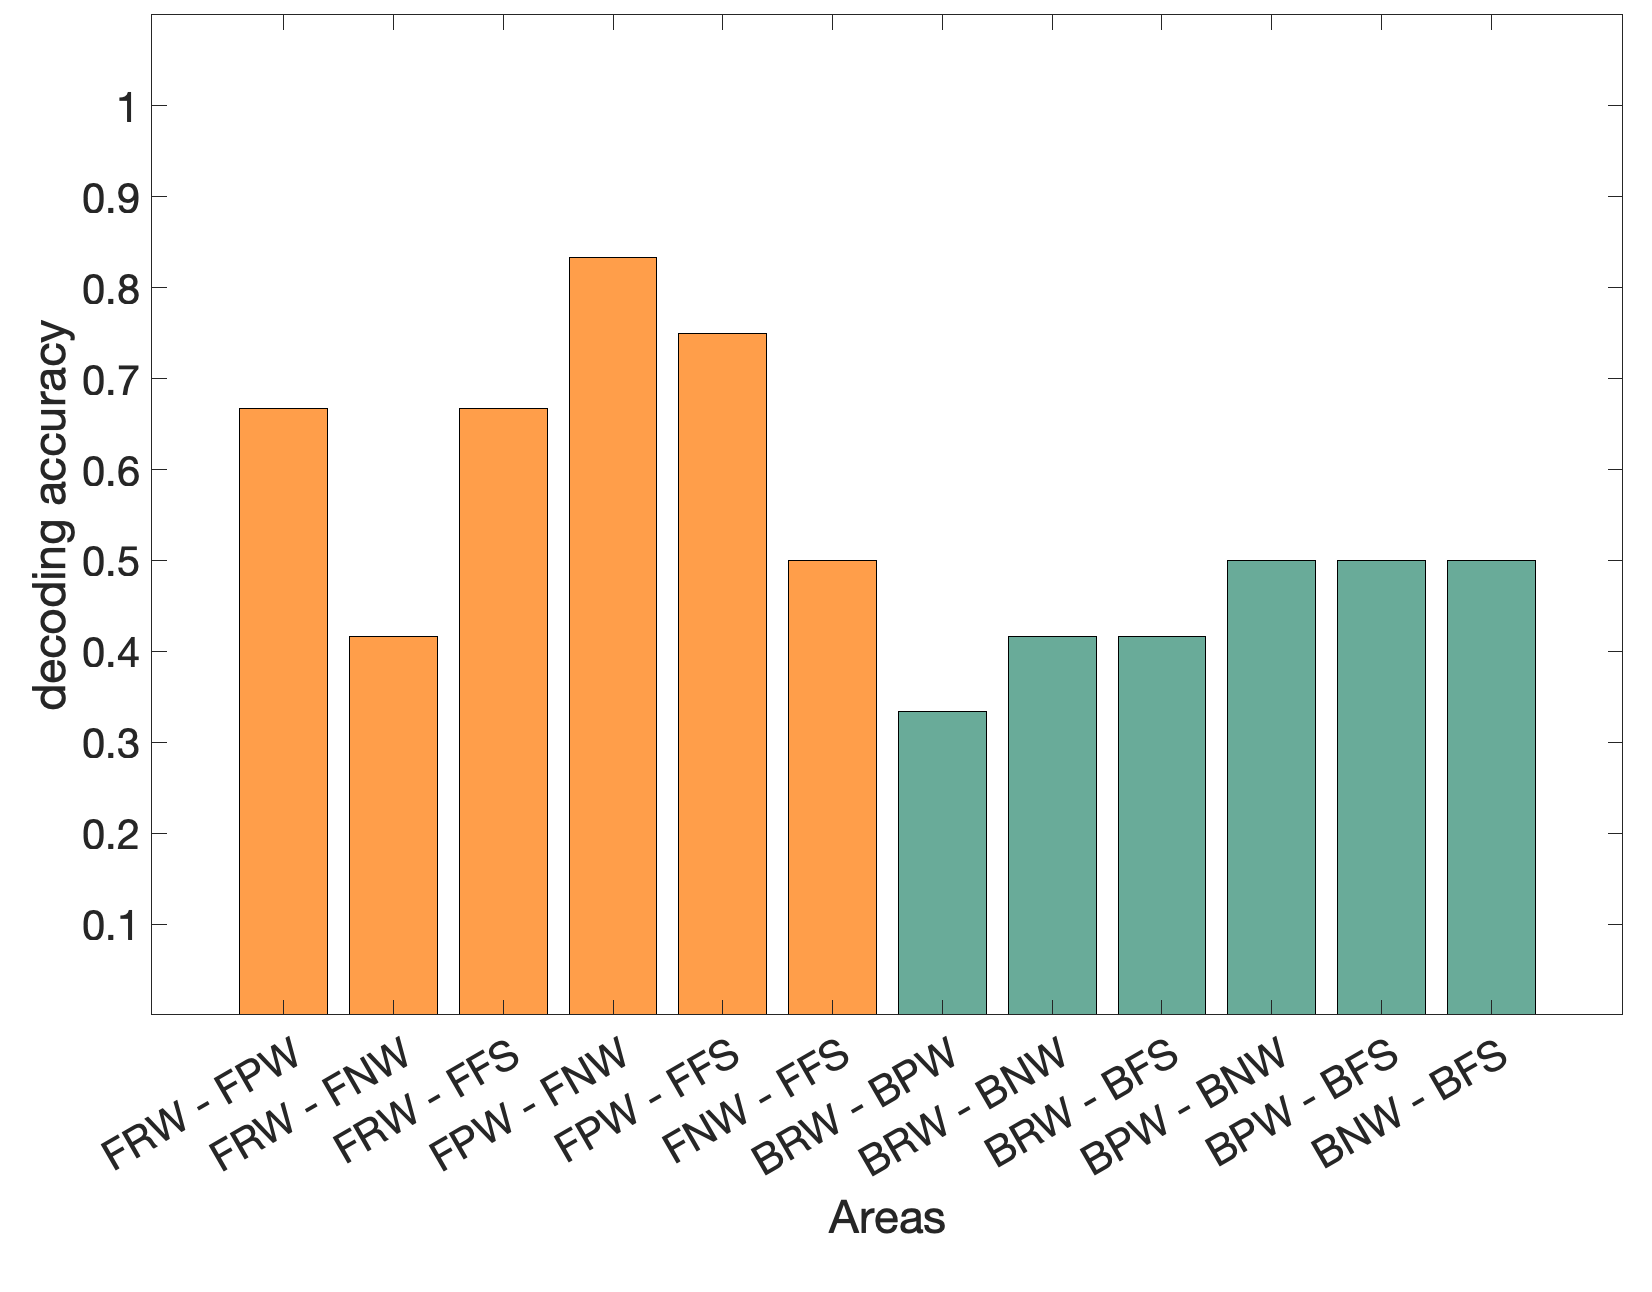 1
0.9
0.8
0.7
0.6
0.5
0.4
0.3
0.2
0.1
decoding accuracy
FRW - FPW
FRW - FNW
FRW - FFS
FPW - FNW
FPW - FFS
FNW - FFS
BRW - BPW
BRW - BNW
BRW - BFS
BPW - BNW
BPW - BFS
BNW - BFS
Areas